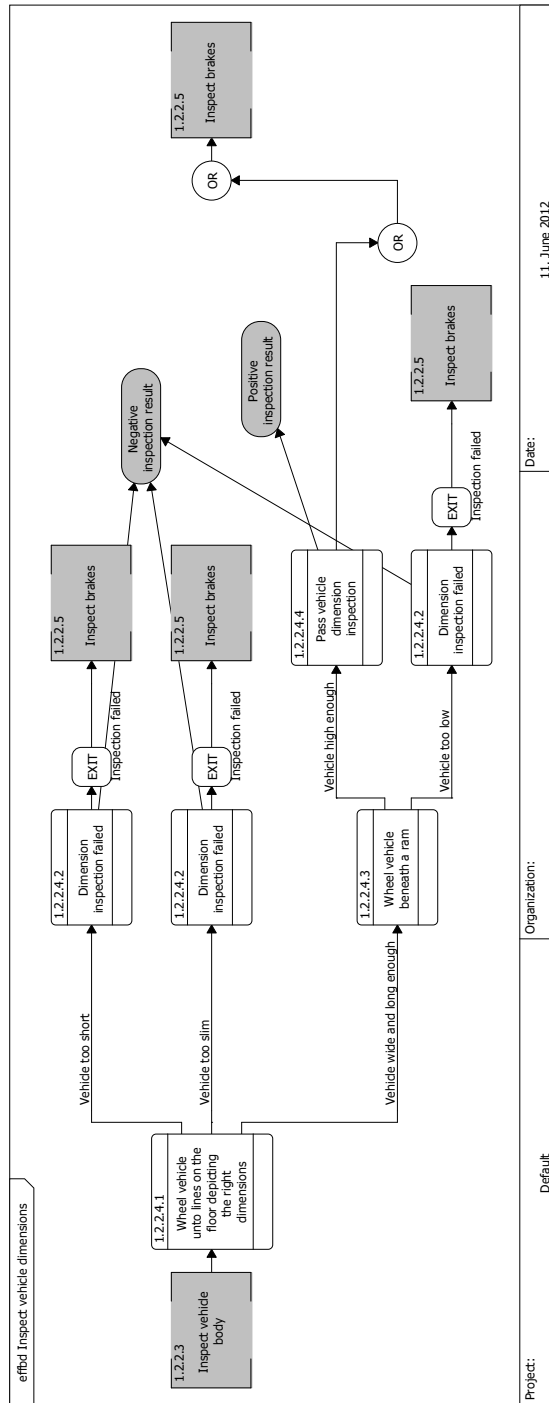 effbd Inspect vehicle dimensions
1.2.2.3
Inspect vehicle
body
1.2.2.4.1
Wheel vehicle
unto lines on the
floor depicting
the right
dimensions
Vehicle too short
Vehicle too slim
Vehicle wide and long enough
1.2.2.4.2
Dimension
inspection failed
EXIT
Inspection failed
1.2.2.5
Inspect brakes
1.2.2.4.2
Dimension
inspection failed
EXIT
Inspection failed
1.2.2.5
Inspect brakes
Negative
inspection result
1.2.2.4.3
Wheel vehicle
beneath a ram
Vehicle high enough
Vehicle too low
1.2.2.4.4
Pass vehicle
dimension
inspection
Positive
inspection result
1.2.2.4.2
Dimension
inspection failed
EXIT
Inspection failed
1.2.2.5
Inspect brakes
OR
OR
1.2.2.5
Inspect brakes
Project:
Default
Organization:
Date:
11. June 2012